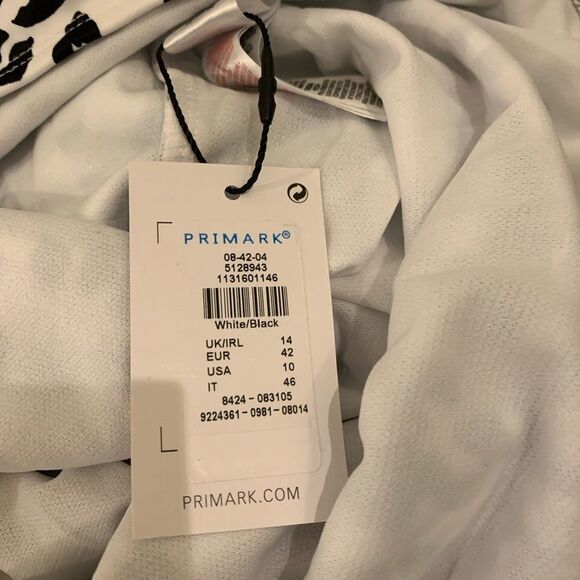 PRIMARK®
08-42-04
5128943
1131601146
White/Black
UK/IRL 14
EUR 42
USA 10
IT 46
8424-083105
9224361-0981-08014
PRIMARK.COM